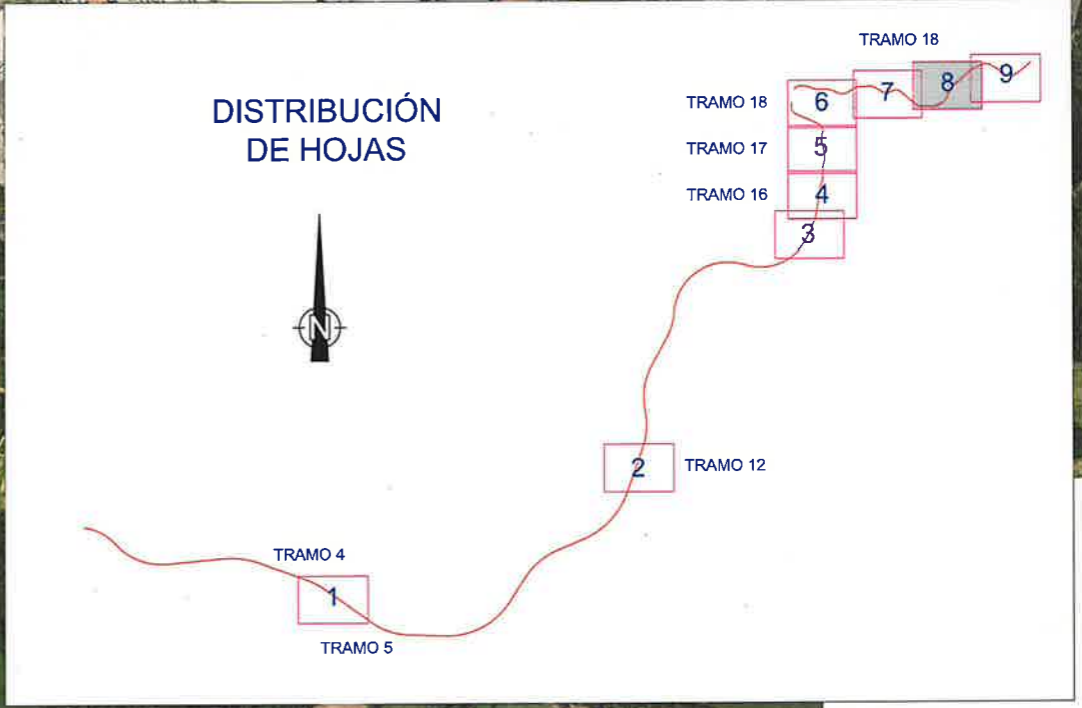 TRAMO 18
DISTRIBUCIÓN
DE HOJAS
TRAMO 18
6
7
8
9
TRAMO 17
5
TRAMO 16
4
3
N
2
TRAMO 12
TRAMO 4
1
TRAMO 5